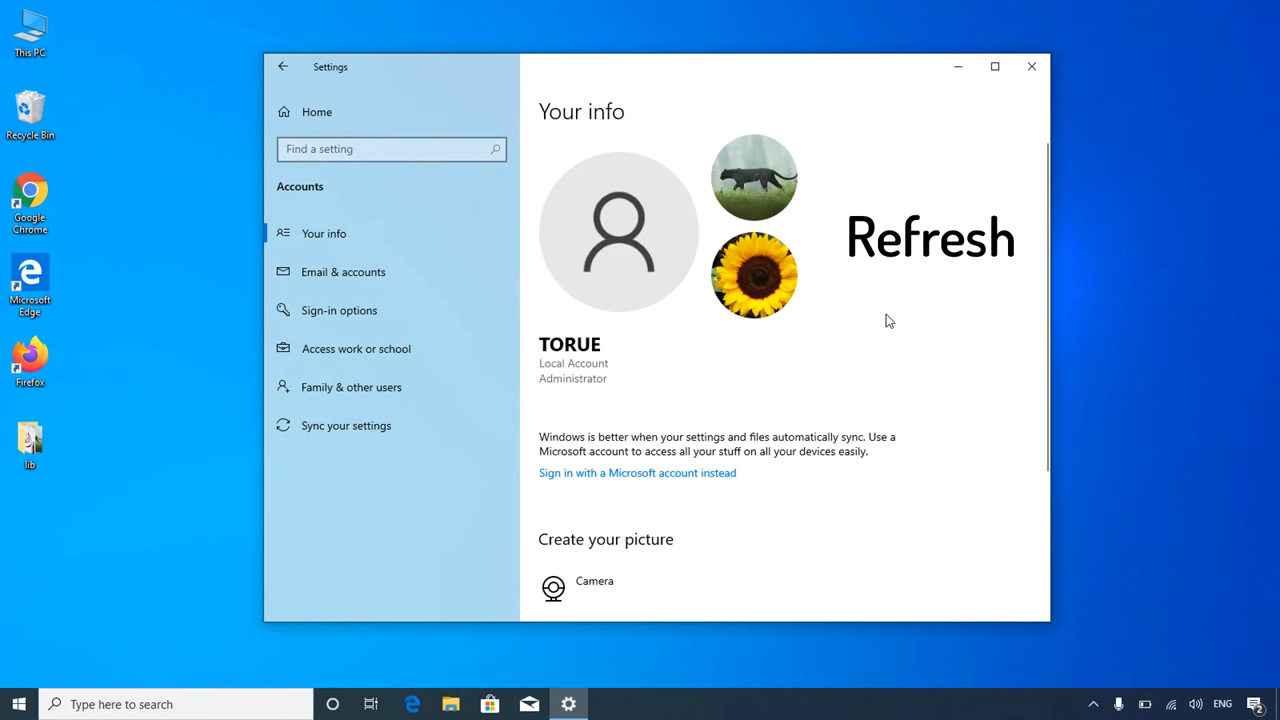 This PC
Recycle Bin
Google
Chrome
Microsoft
Edge
Firefox
lib
Settings
Home
Find a setting
Accounts
Your info
Email & accounts
Sign-in options
Access work or school
Family & other users
Sync your settings
Your info
Refresh
TORUE
Local Account
Administrator
Windows is better when your settings and files automatically sync. Use a
Microsoft account to access all your stuff on all your devices easily.
Sign in with a Microsoft account instead
Create your picture
Camera
Type here to search
ENG
2